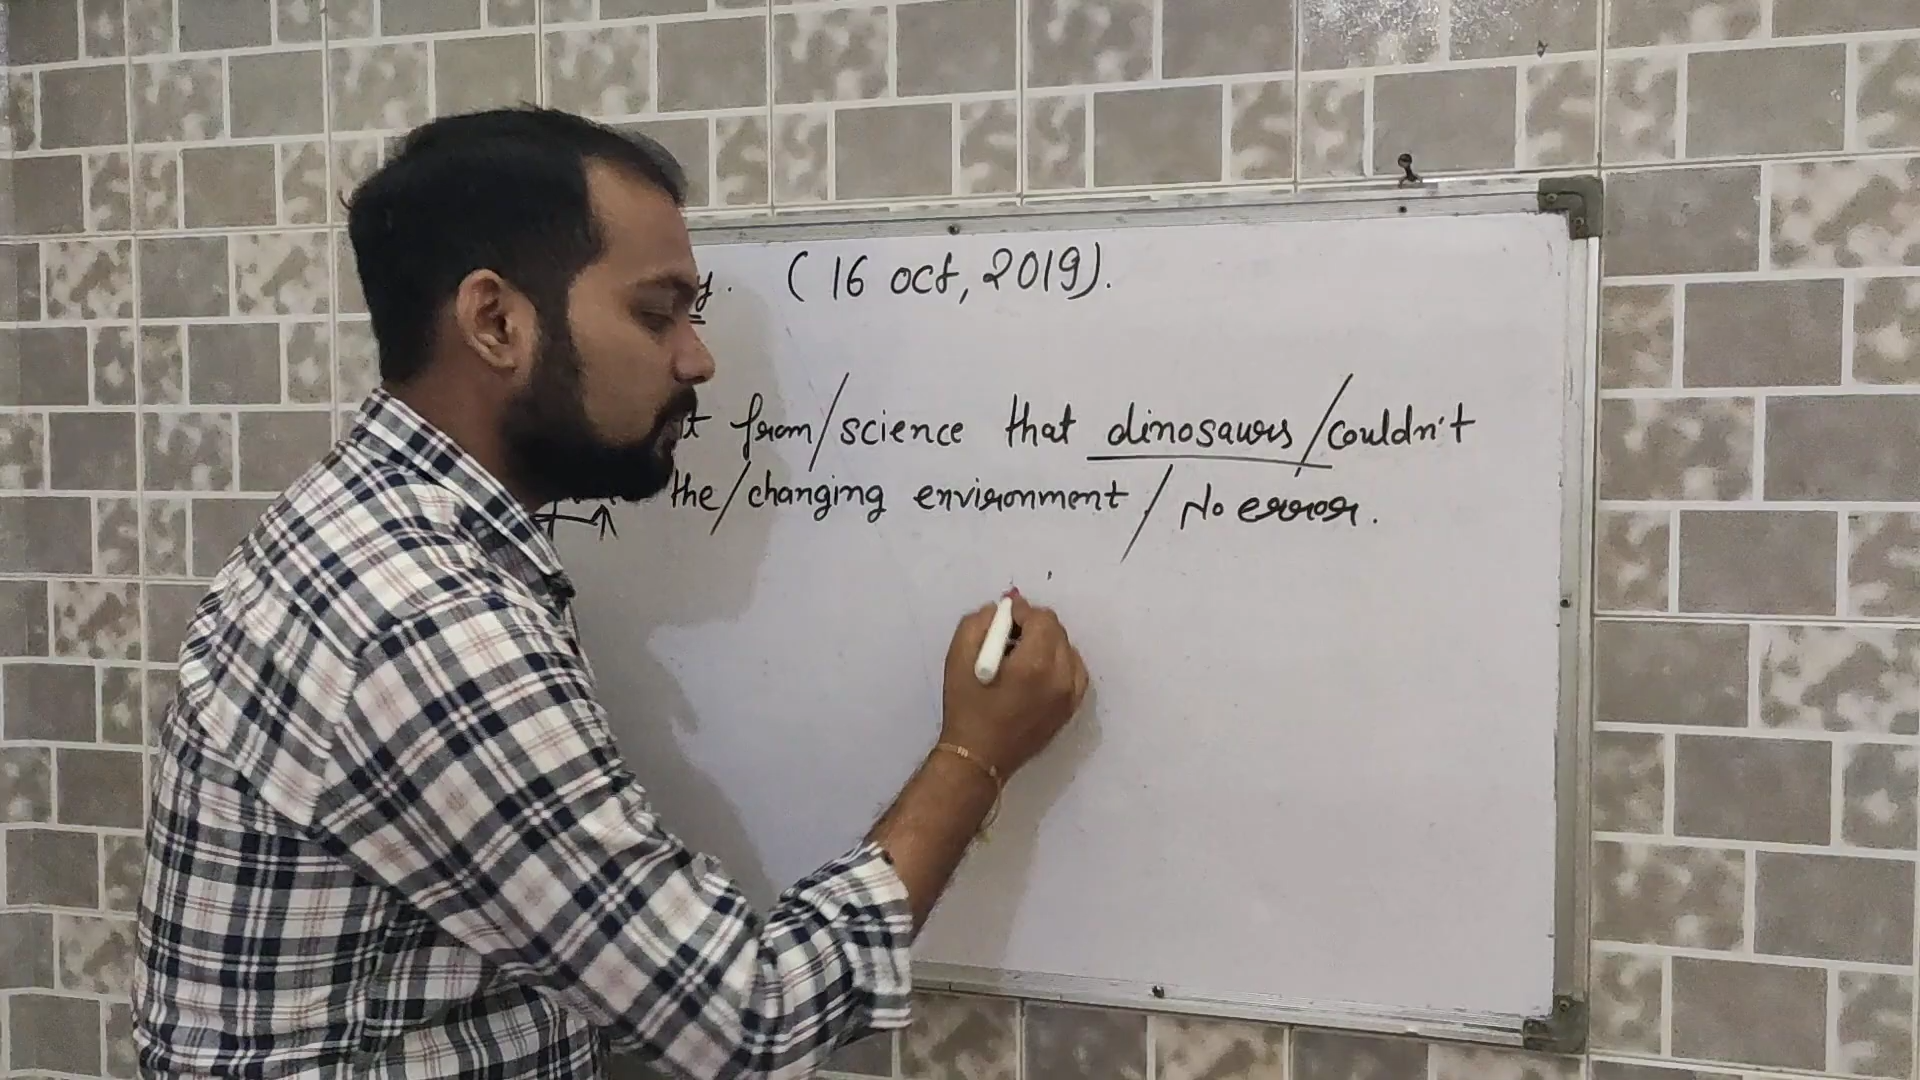 y. ( 16 oct, 2019).
t from/science that dinosaurs/couldn't
the/changing environment/ No error.